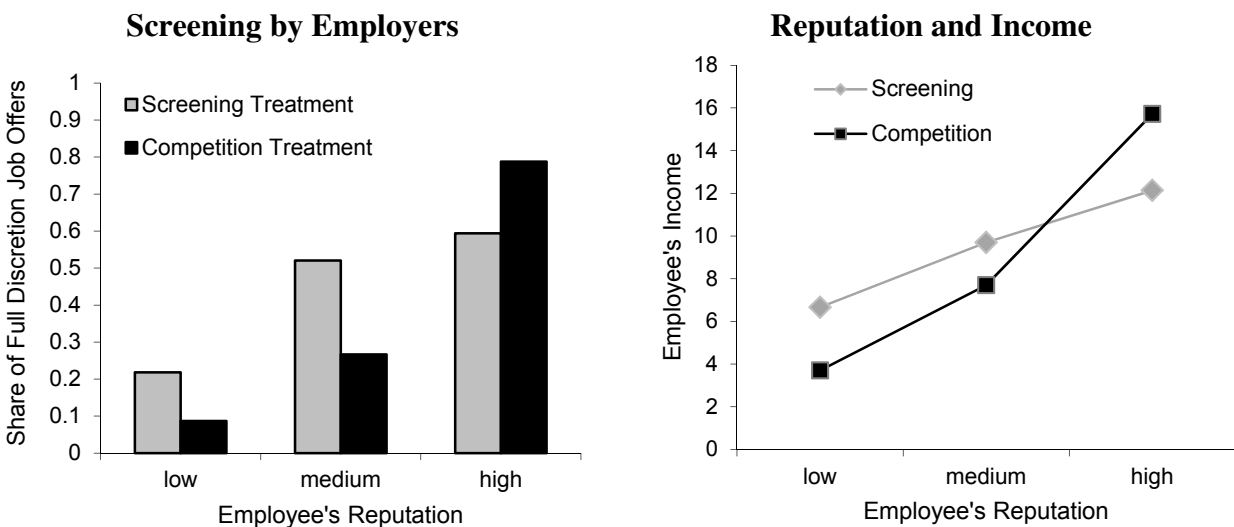 Screening by Employers
Share of Full Discretion Job Offers
1
0.9
0.8
0.7
0.6
0.5
0.4
0.3
0.2
0.1
0
Screening Treatment
Competition Treatment
low medium high
Employee's Reputation
Reputation and Income
Employee's Income
18
16
14
12
10
8
6
4
2
0
Screening
Competition
low medium high
Employee's Reputation